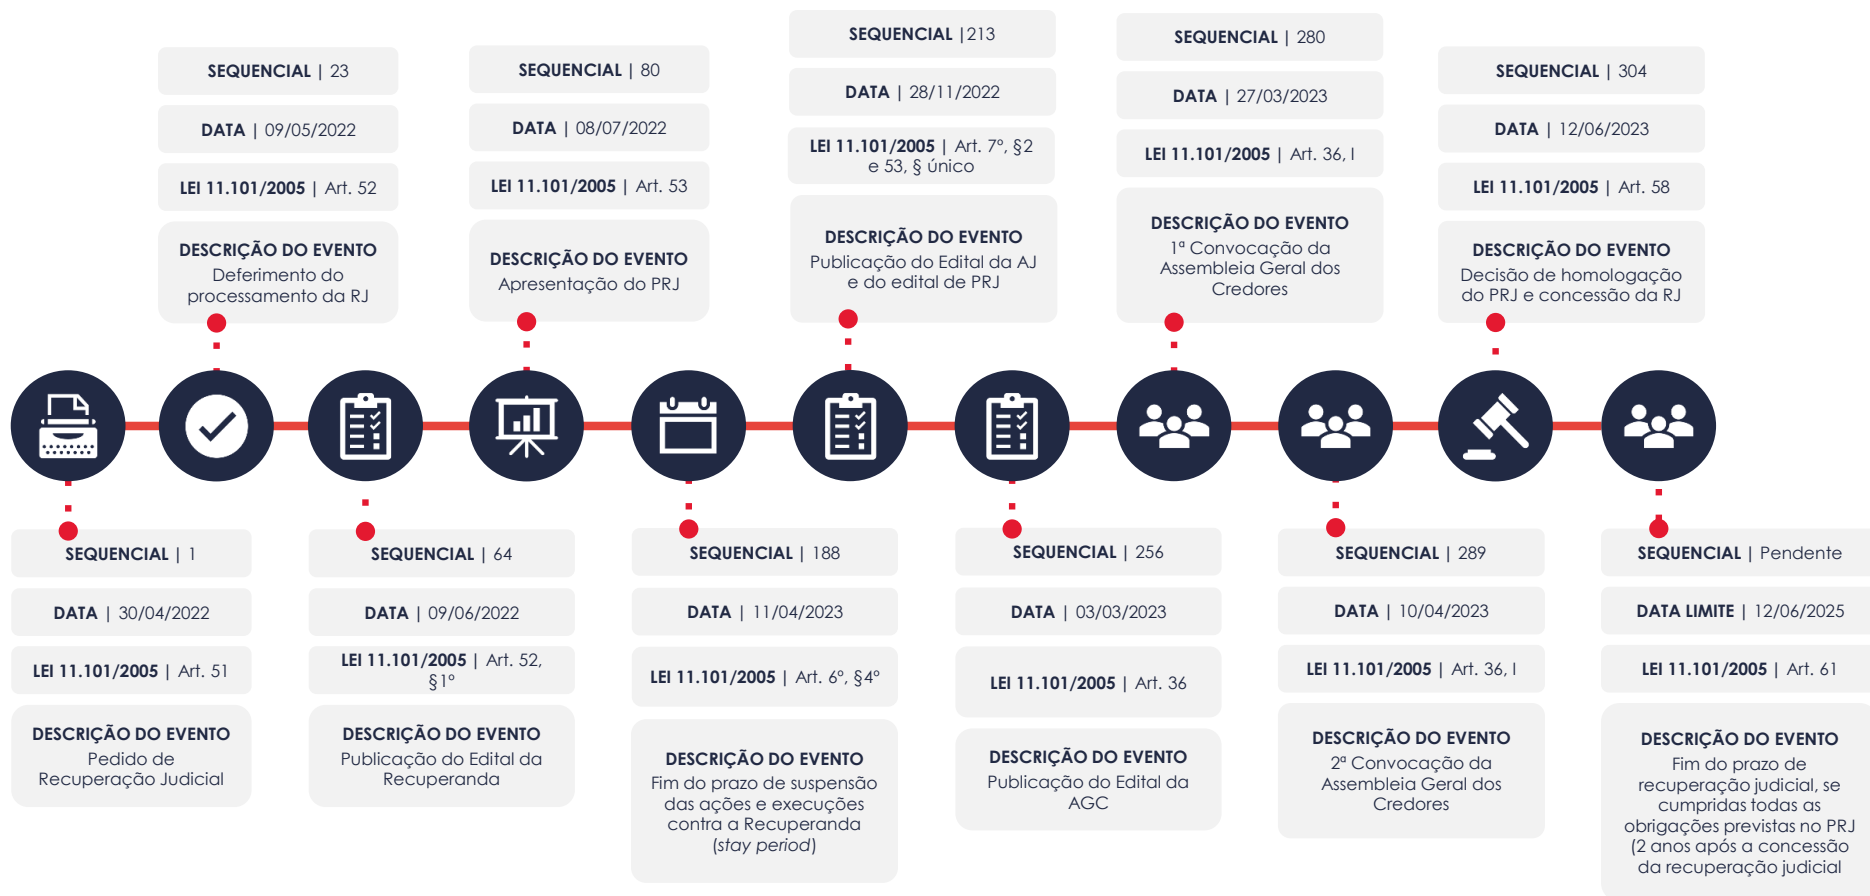 SEQUENCIAL | 23
DATA | 09/05/2022
LEI 11.101/2005 | Art. 52
DESCRIÇÃO DO EVENTO
Deferimento do
processamento da RJ
SEQUENCIAL | 80
DATA | 08/07/2022
LEI 11.101/2005 | Art. 53
DESCRIÇÃO DO EVENTO
Apresentação do PRJ
SEQUENCIAL |213
DATA | 28/11/2022
LEI 11.101/2005 | Art. 7º, §2
e 53, § único
DESCRIÇÃO DO EVENTO
Publicação do Edital da AJ
e do edital de PRJ
SEQUENCIAL | 280
DATA | 27/03/2023
LEI 11.101/2005 | Art. 36, I
DESCRIÇÃO DO EVENTO
1ª Convocação da
Assembleia Geral dos
Credores
SEQUENCIAL | 304
DATA | 12/06/2023
LEI 11.101/2005 | Art. 58
DESCRIÇÃO DO EVENTO
Decisão de homologação
do PRJ e concessão da RJ
SEQUENCIAL | 1
DATA | 30/04/2022
LEI 11.101/2005 | Art. 51
DESCRIÇÃO DO EVENTO
Pedido de
Recuperação Judicial
SEQUENCIAL | 64
DATA | 09/06/2022
LEI 11.101/2005 | Art. 52,
§1º
DESCRIÇÃO DO EVENTO
Publicação do Edital da
Recuperanda
SEQUENCIAL | 188
DATA | 11/04/2023
LEI 11.101/2005 | Art. 6º, §4º
DESCRIÇÃO DO EVENTO
Fim do prazo de suspensão
das ações e execuções
contra a Recuperanda
(stay period)
SEQUENCIAL | 256
DATA | 03/03/2023
LEI 11.101/2005 | Art. 36
DESCRIÇÃO DO EVENTO
Publicação do Edital da
AGC
SEQUENCIAL | 289
DATA | 10/04/2023
LEI 11.101/2005 | Art. 36, I
DESCRIÇÃO DO EVENTO
2ª Convocação da
Assembleia Geral dos
Credores
SEQUENCIAL | Pendente
DATA LIMITE | 12/06/2025
LEI 11.101/2005 | Art. 61
DESCRIÇÃO DO EVENTO
Fim do prazo de
recuperação judicial, se
cumpridas todas as
obrigações previstas no PRJ
(2 anos após a concessão
da recuperação judicial